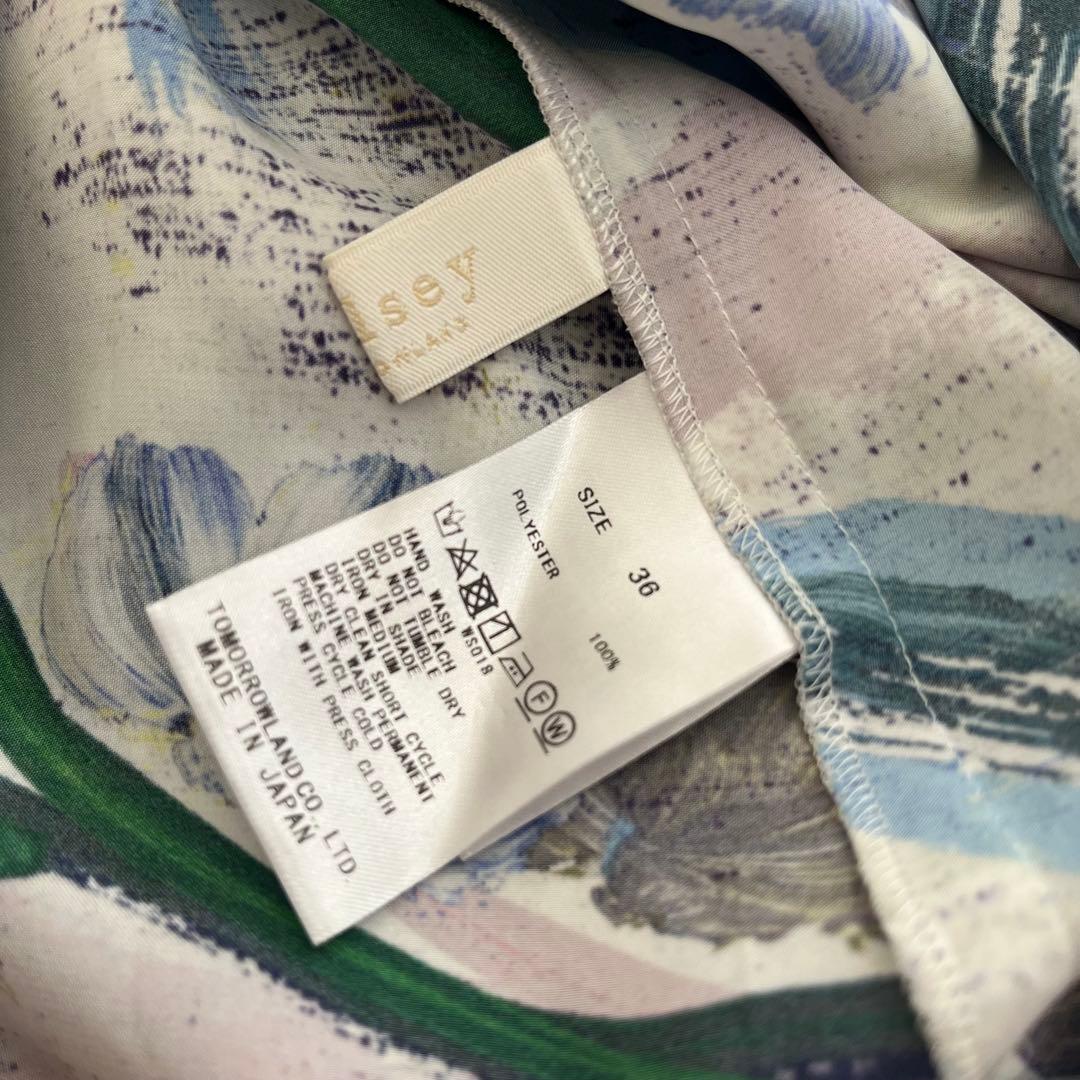 sey
SIZE 36
POLYESTER 100%
WS018
F W
HAND WASH
DO NOT BLEACH
DO NOT TUMBLE DRY
DRY IN SHADE
IRON MEDIUM
DRY CLEAN SHORT CYCLE
MACHINE WASH PERMANENT
PRESS CYCLE COLD
IRON WITH PRESS CLOTH
TOMORROWLAND CO., LTD.
MADE IN JAPAN